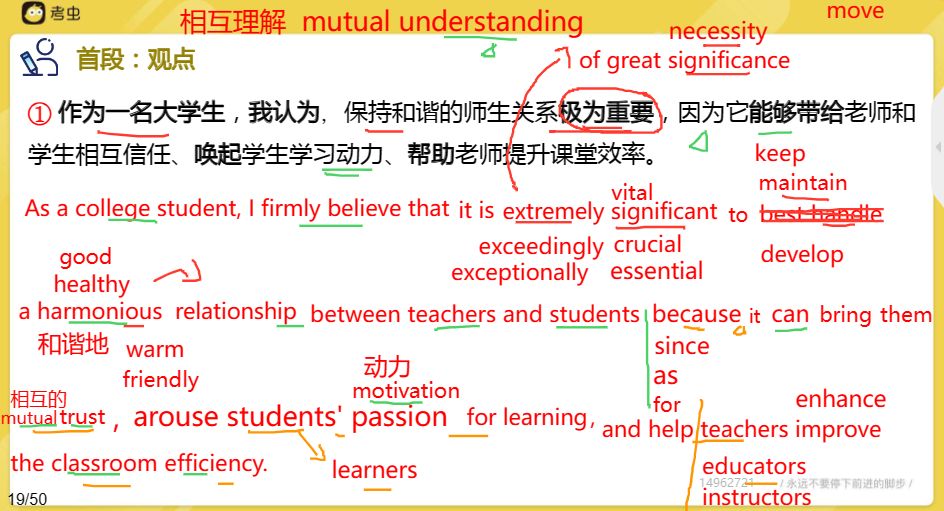 考虫
相互理解 mutual understanding
move
necessity
of great significance
首段：观点
① 作为一名大学生，我认为，保持和谐的师生关系极为重要，因为它能够带给老师和
学生相互信任、唤起学生学习动力、帮助老师提升课堂效率。
keep
maintain
vital
As a college student, I firmly believe that it is extremely significant to best handle
exceedingly crucial
develop
exceptionally essential
good
healthy
a harmonious relationship between teachers and students because it can bring them
和谐地 warm
since
friendly
动力
as
相互的
motivation
for
enhance
mutual trust , arouse students' passion for learning,
and help teachers improve
the classroom efficiency.
learners
educators
14962721 / 永远不要停下前进的脚步 /
instructors
19/50